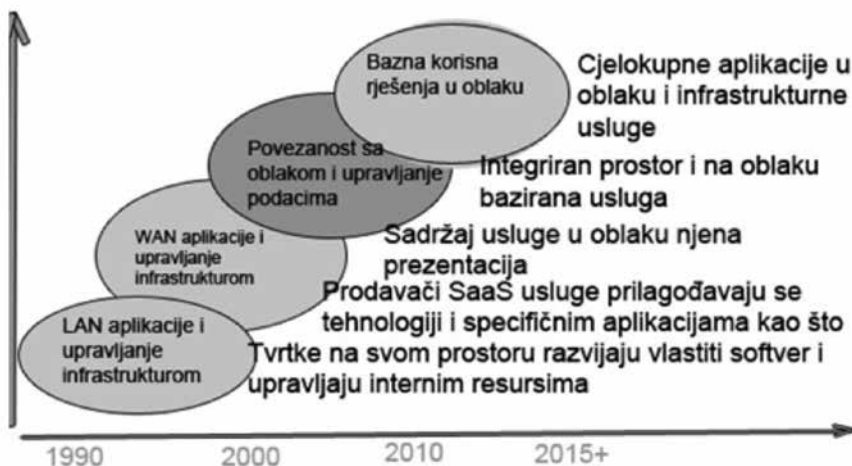 Bazna korisna
rješenja u oblaku
Cjelokupne aplikacije u
oblaku i infrastrukturne
usluge
Povezanost sa
oblakom i upravljanje
podacima
Integriran prostor i na oblaku
bazirana usluga
WAN aplikacije i
upravljanje
infrastrukturom
Sadržaj usluge u oblaku njena
prezentacija
Prodavači SaaS usluge prilagođavaju se
tehnologiji i specifičnim aplikacijama kao što
LAN aplikacije i
upravljanje
infrastrukturom
Tvrtke na svom prostoru razvijaju vlastiti softver i
upravljaju internim resursima
1990
2000
2010
2015+